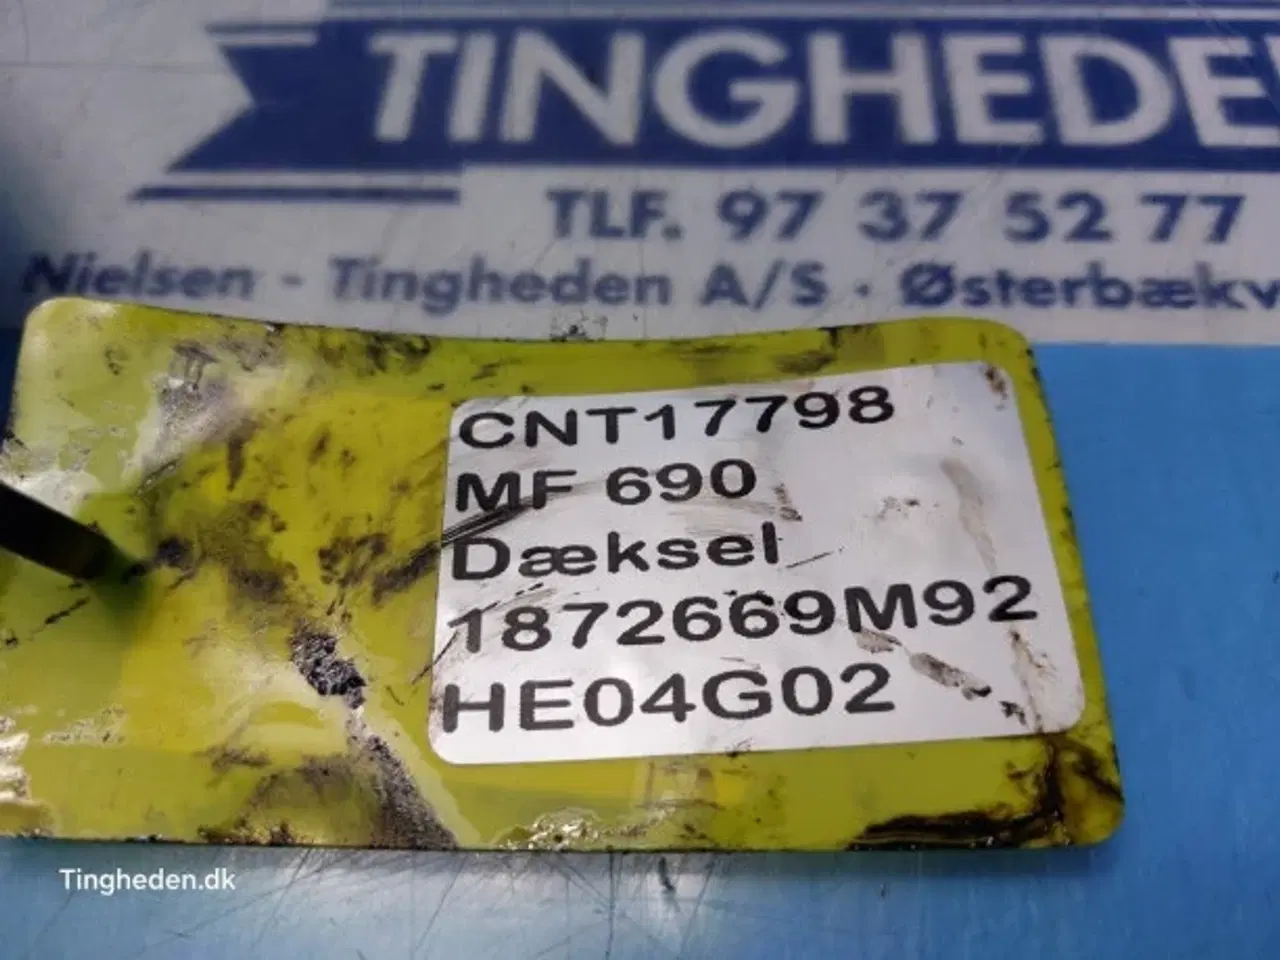 TINGHEDE
TLF. 97 37 52 77
Nielsen - Tingheden A/S · Østerbækv
CNT17798
MF 690
Dæksel
1872669M92
HE04G02
Tingheden.dk